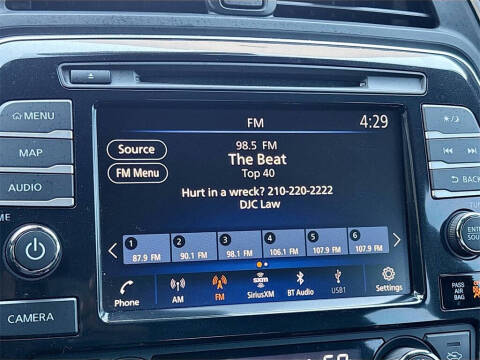 MENU
MAP
AUDIO
CAMERA
FM
4:29
Source
FM Menu
98.5 FM
The Beat
Top 40
Hurt in a wreck? 210-220-2222
DJC Law
1 2 3 4 5 6
87.9 FM 90.1 FM 98.1 FM 106.1 FM 107.9 FM 107.9 FM
Phone
AM
FM
SXM
SiriusXM
BT Audio
USB1
Settings
BACK
PASS
AIR
BAG